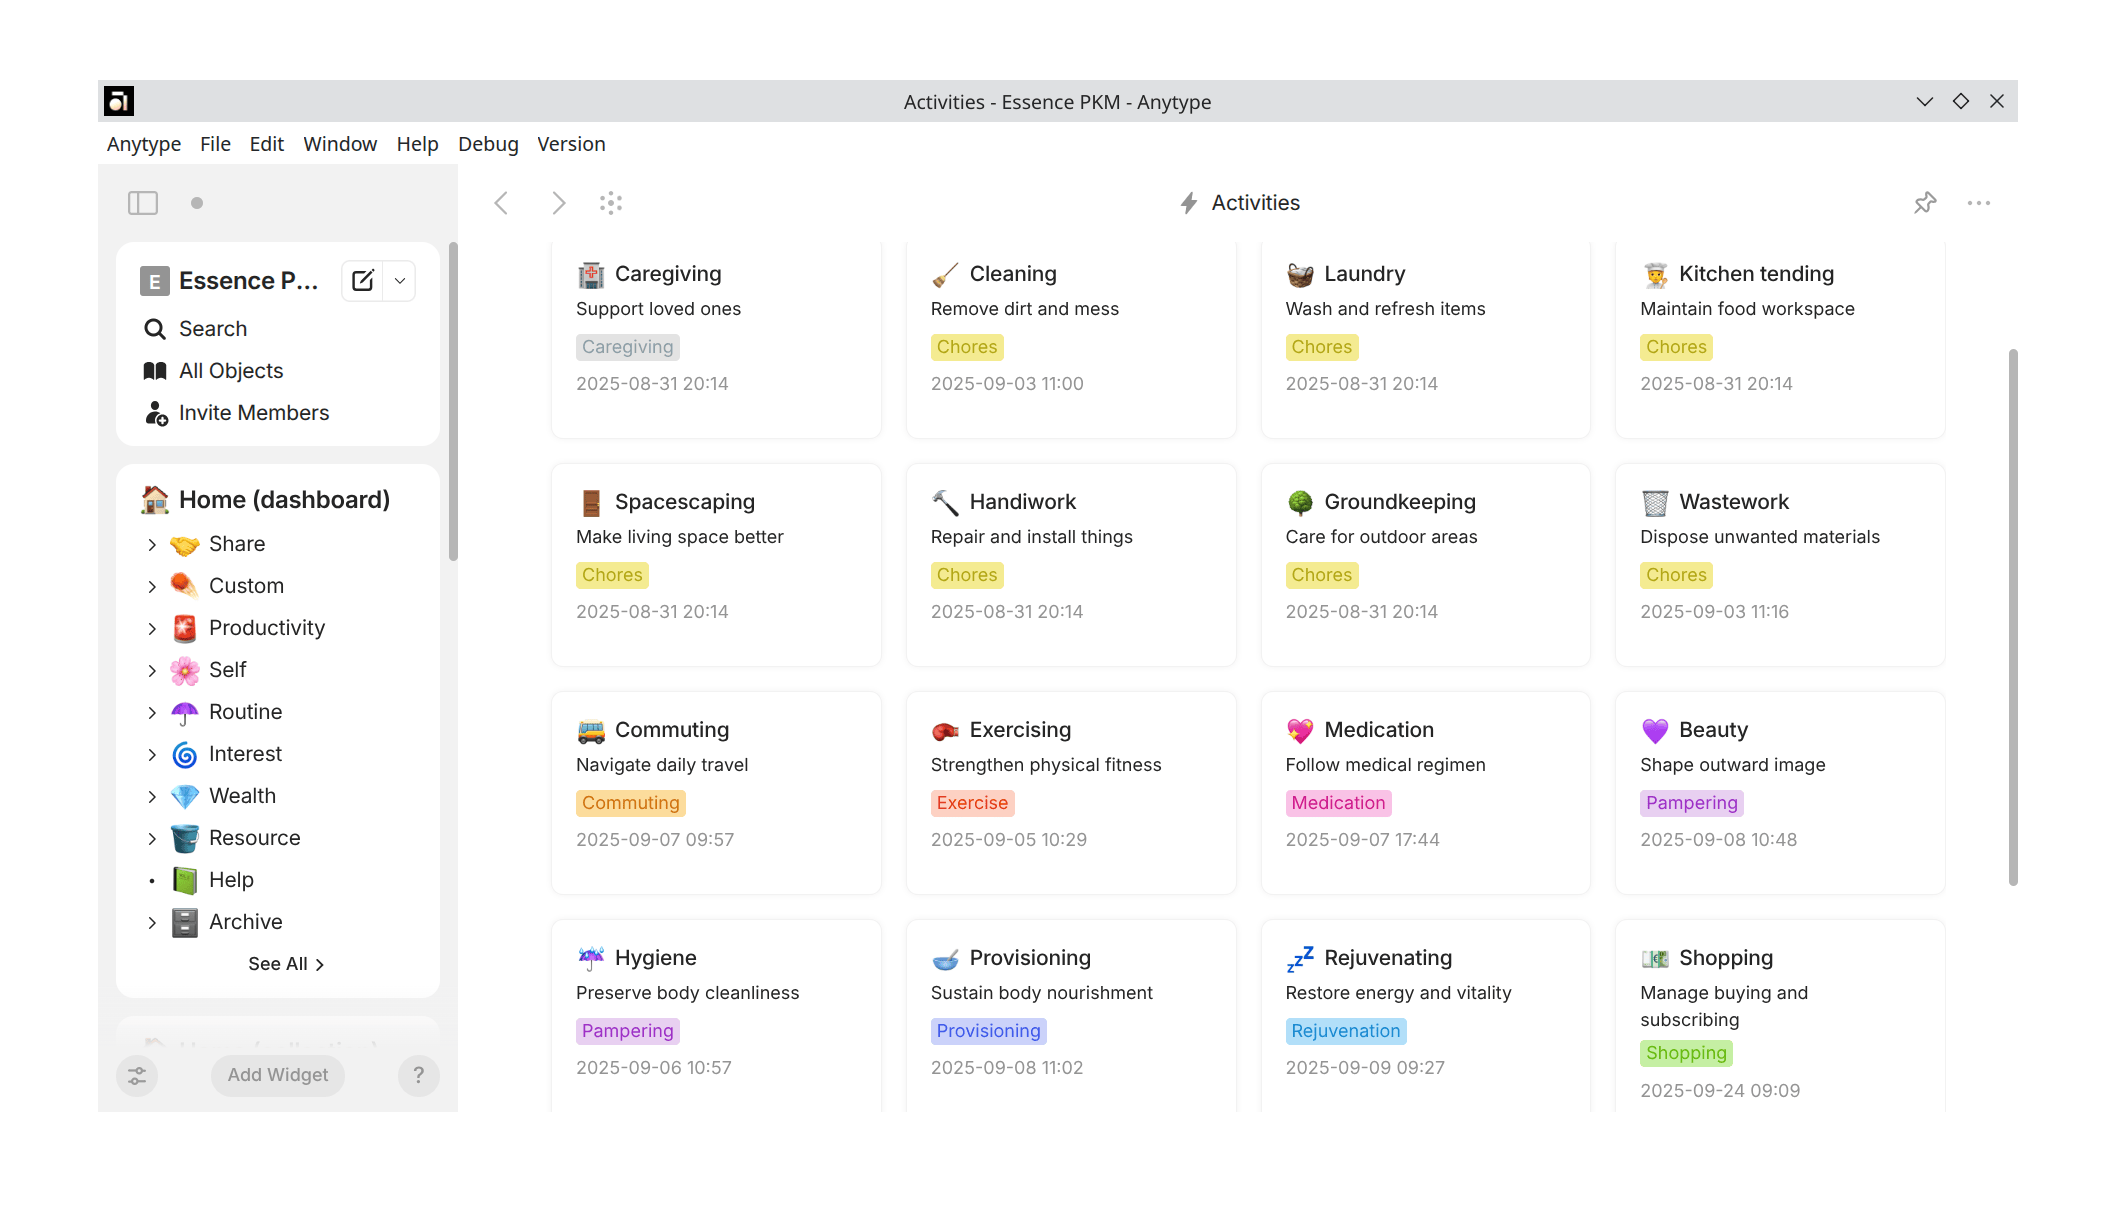 Activities - Essence PKM - Anytype
Anytype File Edit Window Help Debug Version
Activities
E Essence P...
Search
All Objects
Invite Members
Home (dashboard)
Share
Custom
Productivity
Self
Routine
Interest
Wealth
Resource
Help
Archive
See All
Add Widget
?
Caregiving
Support loved ones
Caregiving
2025-08-31 20:14
Cleaning
Remove dirt and mess
Chores
2025-09-03 11:00
Laundry
Wash and refresh items
Chores
2025-08-31 20:14
Kitchen tending
Maintain food workspace
Chores
2025-08-31 20:14
Spacescaping
Make living space better
Chores
2025-08-31 20:14
Handiwork
Repair and install things
Chores
2025-08-31 20:14
Groundkeeping
Care for outdoor areas
Chores
2025-08-31 20:14
Wastework
Dispose unwanted materials
Chores
2025-09-03 11:16
Commuting
Navigate daily travel
Commuting
2025-09-07 09:57
Exercising
Strengthen physical fitness
Exercise
2025-09-05 10:29
Medication
Follow medical regimen
Medication
2025-09-07 17:44
Beauty
Shape outward image
Pampering
2025-09-08 10:48
Hygiene
Preserve body cleanliness
Pampering
2025-09-06 10:57
Provisioning
Sustain body nourishment
Provisioning
2025-09-08 11:02
Rejuvenating
Restore energy and vitality
Rejuvenation
2025-09-09 09:27
Shopping
Manage buying and
subscribing
Shopping
2025-09-24 09:09